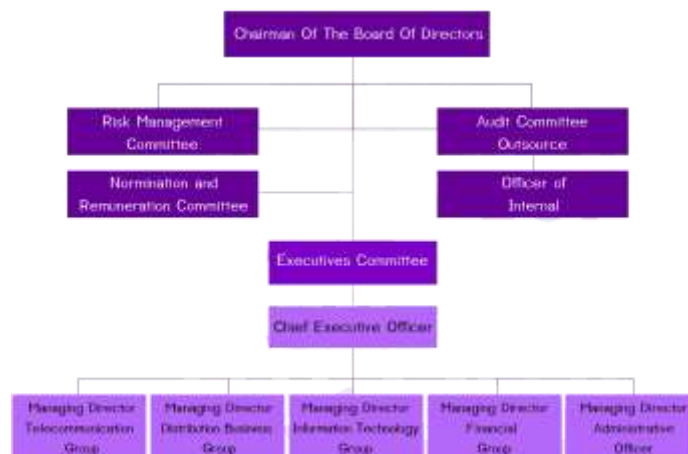 Chairman Of The Board Of Directors
Risk Management
Committee
Audit Committee
Outsource
Normination and
Remuneration Committee
Officer of
Internal
Executives Committee
Chief Executive Officer
Managing Director
Telecommunication
Group
Managing Director
Distribution Business
Group
Managing Director
Information Technology
Group
Managing Director
Financial
Group
Managing Director
Administrative
Officer